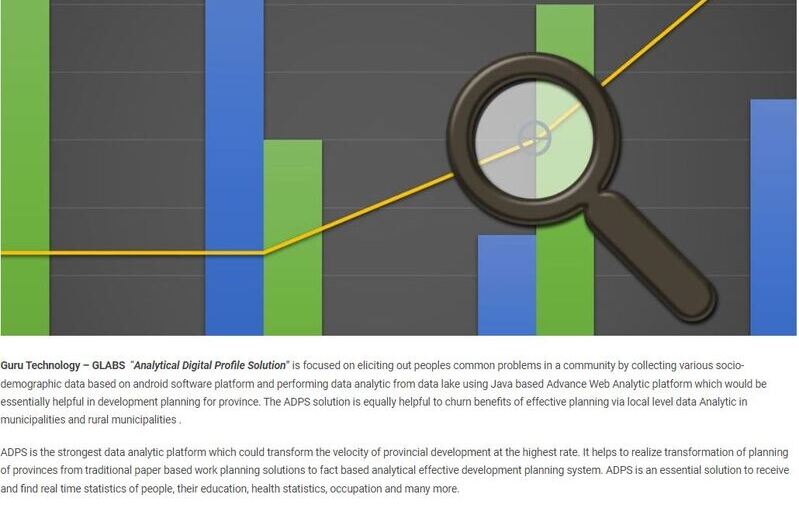 Guru Technology – GLABS "Analytical Digital Profile Solution" is focused on eliciting out peoples common problems in a community by collecting various socio-
demographic data based on android software platform and performing data analytic from data lake using Java based Advance Web Analytic platform which would be
essentially helpful in development planning for province. The ADPS solution is equally helpful to churn benefits of effective planning via local level data Analytic in
municipalities and rural municipalities .
ADPS is the strongest data analytic platform which could transform the velocity of provincial development at the highest rate. It helps to realize transformation of planning
of provinces from traditional paper based work planning solutions to fact based analytical effective development planning system. ADPS is an essential solution to receive
and find real time statistics of people, their education, health statistics, occupation and many more.